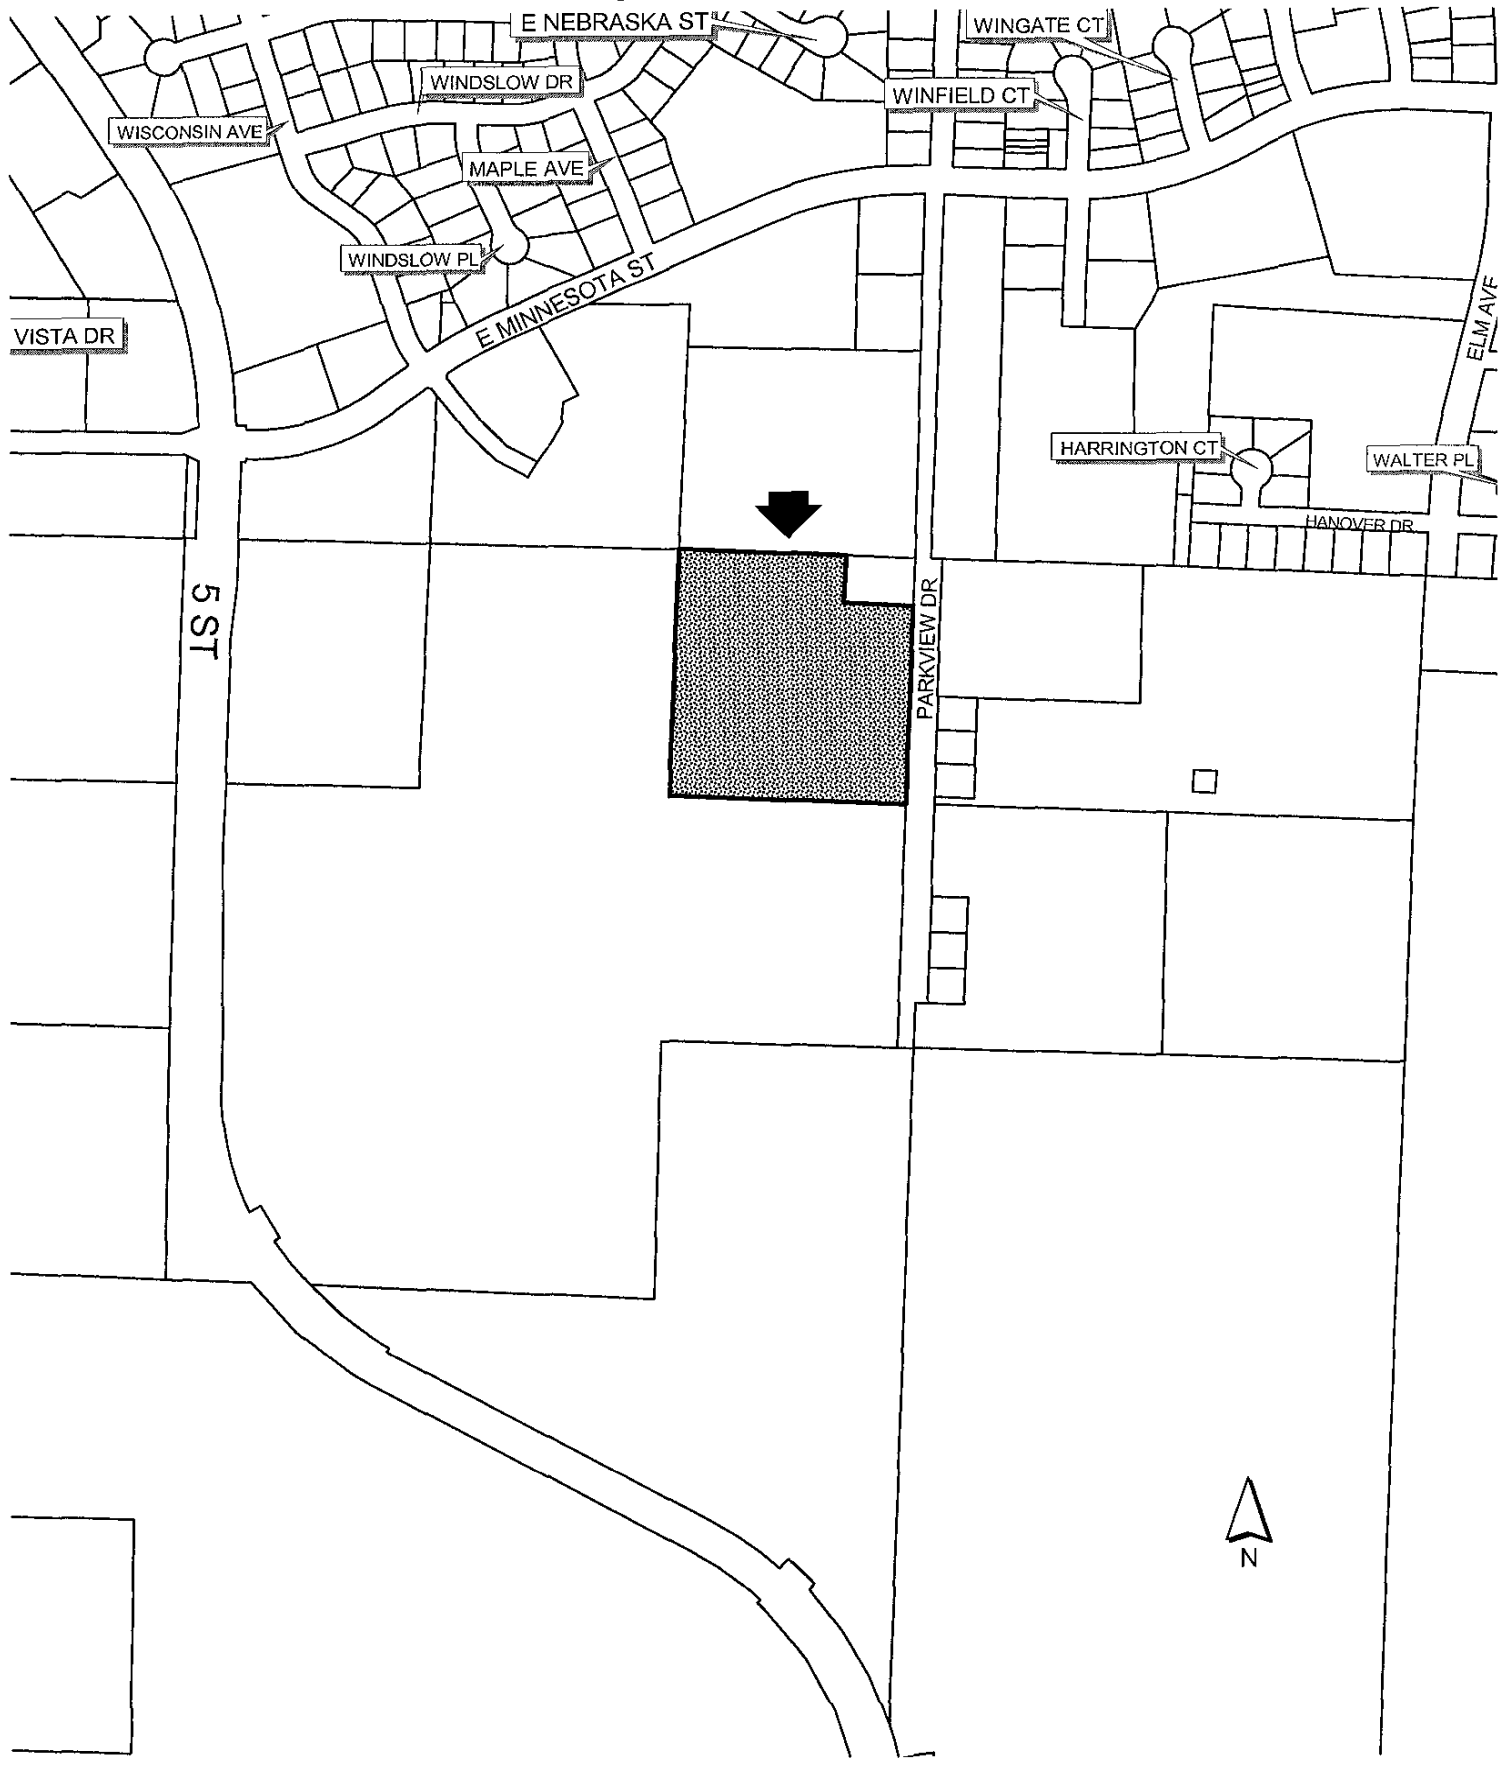 E NEBRASKA ST
WINGATE CT
WINDSLOW DR
WINFIELD CT
WISCONSIN AVE
MAPLE AVE
WINDSLOW PL
E MINNESOTA ST
VISTA DR
ELM AVE
HARRINGTON CT
WALTER PL
HANOVER DR
5 ST
PARKVIEW DR
N